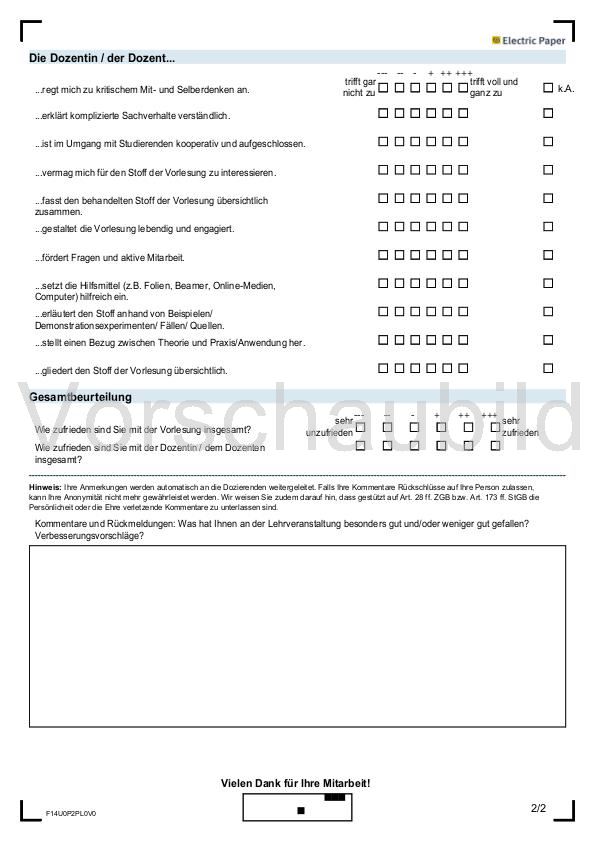 Electric Paper
Die Dozentin / der Dozent...
--- -- - + ++ +++
...regt mich zu kritischem Mit- und Selberdenken an. trifft gar nicht zu trifft voll und ganz zu k.A.
...erklärt komplizierte Sachverhalte verständlich.
...ist im Umgang mit Studierenden kooperativ und aufgeschlossen.
...vermag mich für den Stoff der Vorlesung zu interessieren.
...fasst den behandelten Stoff der Vorlesung übersichtlich
zusammen.
...gestaltet die Vorlesung lebendig und engagiert.
...fördert Fragen und aktive Mitarbeit.
...setzt die Hilfsmittel (z.B. Folien, Beamer, Online-Medien,
Computer) hilfreich ein.
...erläutert den Stoff anhand von Beispielen/
Demonstrationsexperimenten/ Fällen/ Quellen.
...stellt einen Bezug zwischen Theorie und Praxis/Anwendung her.
...gliedert den Stoff der Vorlesung übersichtlich.
Vorschaubild
Gesamtbeurteilung
--- -- - + ++ +++
Wie zufrieden sind Sie mit der Vorlesung insgesamt? sehr unzufrieden sehr zufrieden
Wie zufrieden sind Sie mit der Dozentin / dem Dozenten
insgesamt?
Hinweis: Ihre Anmerkungen werden automatisch an die Dozierenden weitergeleitet. Falls Ihre Kommentare Rückschlüsse auf Ihre Person zulassen,
kann Ihre Anonymität nicht mehr gewährleistet werden. Wir weisen Sie zudem darauf hin, dass gestützt auf Art. 28 ff. ZGB bzw. Art. 173 ff. StGB die
Persönlichkeit oder die Ehre verletzende Kommentare zu unterlassen sind.
Kommentare und Rückmeldungen: Was hat Ihnen an der Lehrveranstaltung besonders gut und/oder weniger gut gefallen?
Verbesserungsvorschläge?
Vielen Dank für Ihre Mitarbeit!
F14U0P2PL0V0
2/2